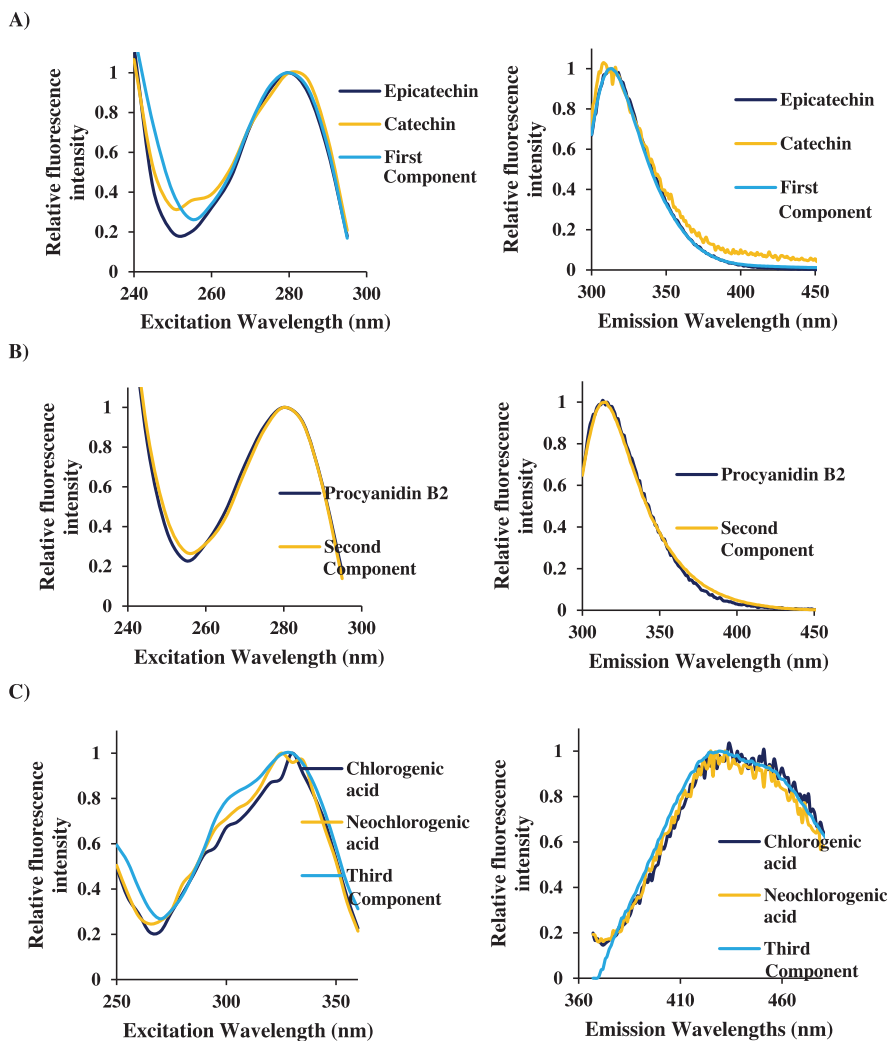 A)
Relative fluorescence
intensity
1
0.8
0.6
0.4
0.2
0
240
260
280
300
Excitation Wavelength (nm)
Epicatechin
Catechin
First
Component
Relative fluorescence
intensity
1
0.8
0.6
0.4
0.2
0
300
350
400
450
Emission Wavelength (nm)
Epicatechin
Catechin
First
Component
B)
Relative fluorescence
intensity
1
0.8
0.6
0.4
0.2
0
240
260
280
300
Excitation Wavelength (nm)
Procyanidin B2
Second
Component
Relative fluorescence
intensity
1
0.8
0.6
0.4
0.2
0
300
350
400
450
Emission Wavelength (nm)
Procyanidin B2
Second
Component
C)
Relative fluorescence
intensity
1
0.8
0.6
0.4
0.2
0
250
300
350
Excitation Wavelength (nm)
Chlorogenic
acid
Neochlorogenic
acid
Third
Component
Relative fluorescence
intensity
1
0.8
0.6
0.4
0.2
0
360
410
460
Emission Wavelengths (nm)
Chlorogenic
acid
Neochlorogenic
acid
Third
Component